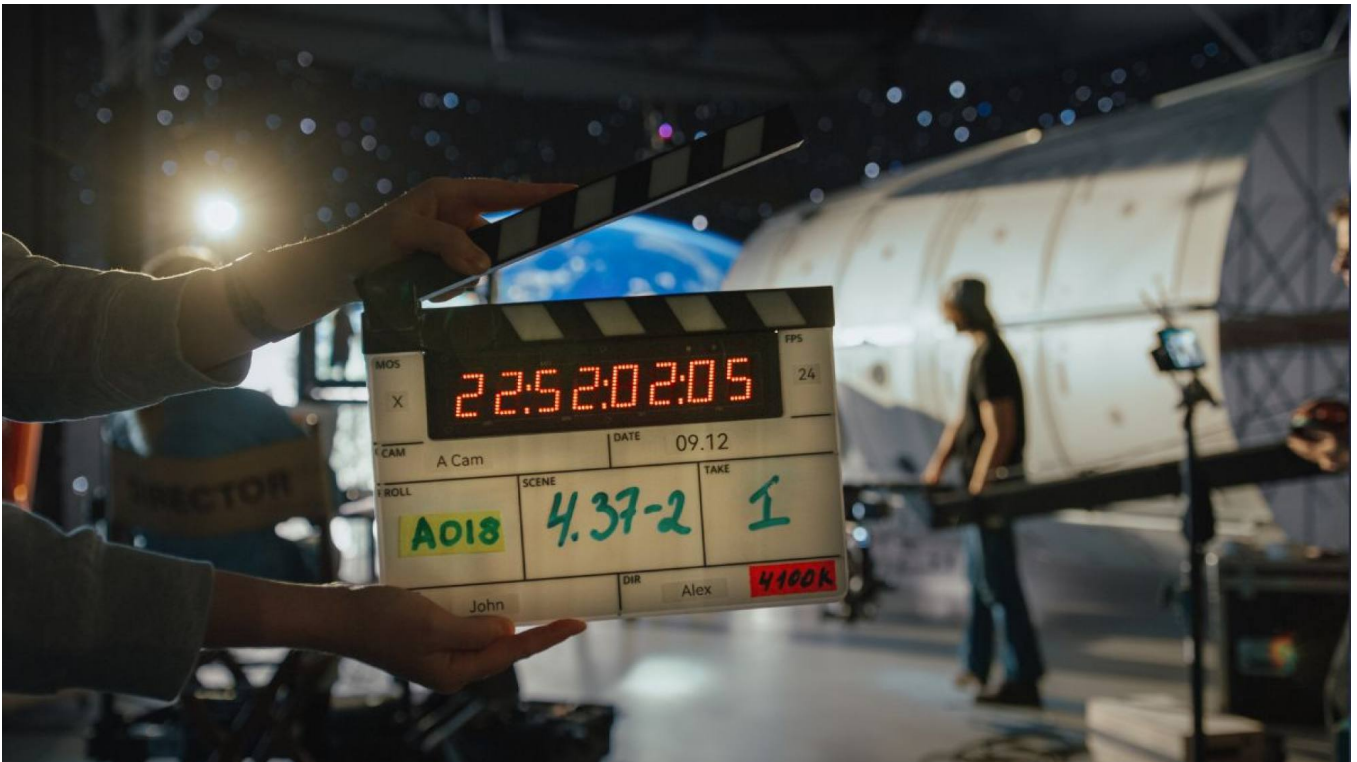 MOS
FPS
X
22:52:02:05
24
CAM
A Cam
DATE
09.12
ROLL
SCENE
TAKE
A018
4.37-2
I
John
DIR
Alex
4100K
DIRECTOR